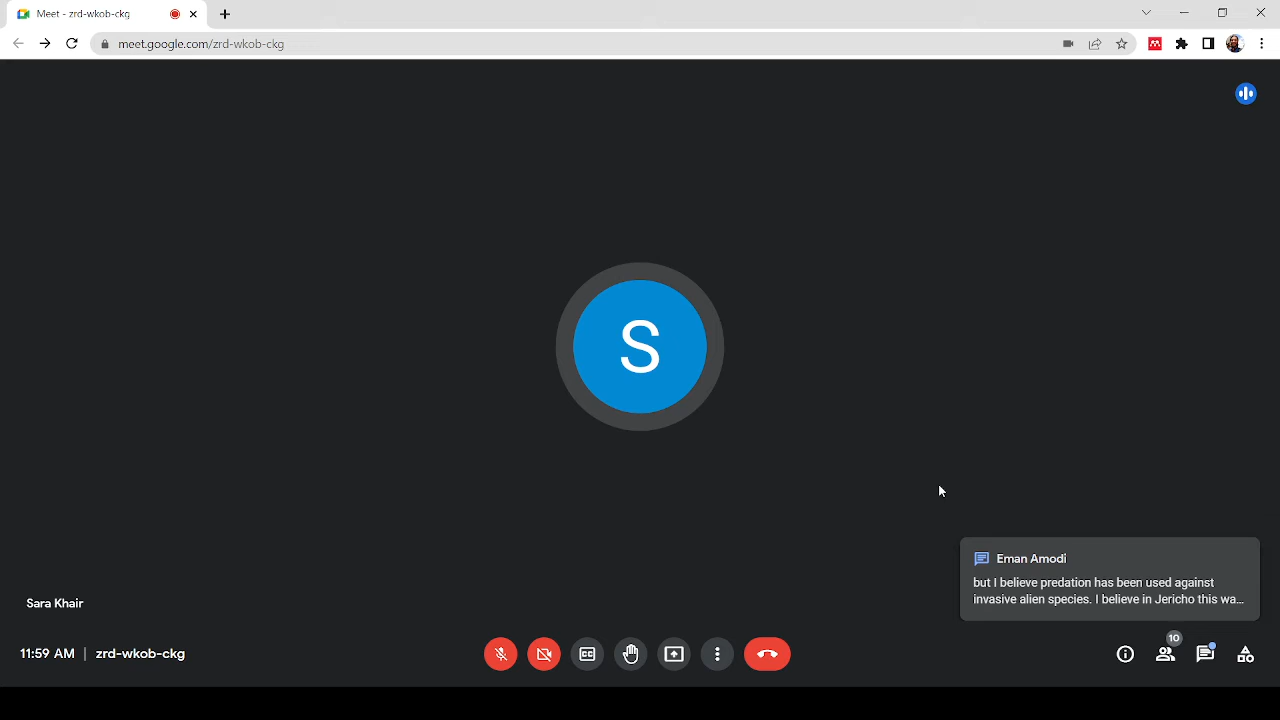 Meet - zrd-wkob-ckg
meet.google.com/zrd-wkob-ckg
S
Eman Amodi
but I believe predation has been used against
invasive alien species. I believe in Jericho this wa...
Sara Khair
11:59 AM | zrd-wkob-ckg
CC
10